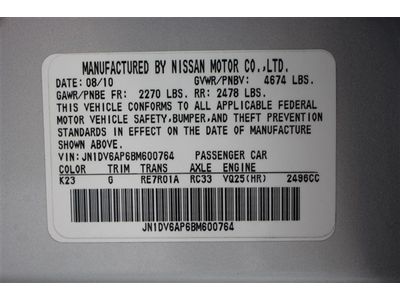 MANUFACTURED BY NISSAN MOTOR CO.,LTD.
DATE: 08/10 GVWR/PNBV: 4674 LBS.
GAWR/PNBE FR: 2270 LBS. RR: 2478 LBS.
THIS VEHICLE CONFORMS TO ALL APPLICABLE FEDERAL
MOTOR VEHICLE SAFETY, BUMPER, AND THEFT PREVENTION
STANDARDS IN EFFECT ON THE DATE OF MANUFACTURE
SHOWN ABOVE.
VIN: JN1DV6AP6BM600764 PASSENGER CAR
COLOR TRIM TRANS AXLE ENGINE
K23 G RE7R01A RC33 VQ25(HR) 2496CC
JN1DV6AP6BM600764